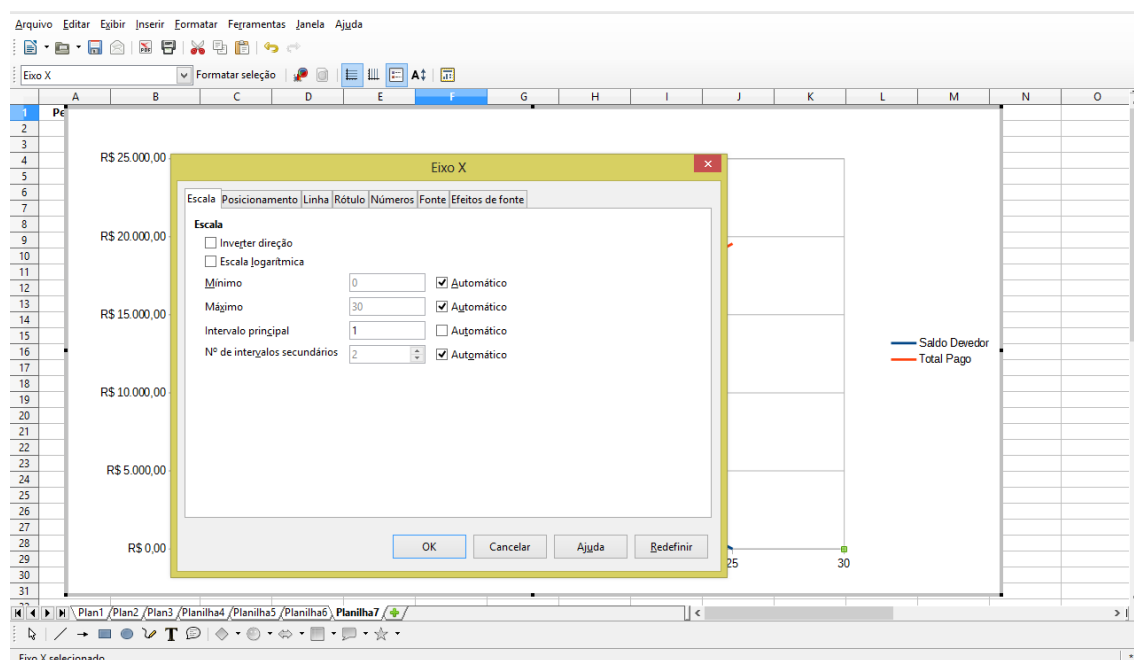 Arquivo Editar Exibir Inserir Formatar Ferramentas Janela Ajuda
PDF
Eixo X Formatar seleção
A B C D E F G H I J K L M N O
1 Pe
2
3
4 R$ 25.000,00
Eixo X
5
6 Escala Posicionamento Linha Rótulo Números Fonte Efeitos de fonte
7
8 Escala
9 R$ 20.000,00 Inverter direção
10 Escala logarítmica
11
12 Mínimo 0 Automático
13 Máximo 30 Automático
14 R$ 15.000,00
15 Intervalo principal 1 Automático
16 Nº de intervalos secundários 2 Automático
Saldo Devedor
17 Total Pago
18
19 R$ 10.000,00
20
21
22
23
24 R$ 5.000,00
25
26
27
28 R$ 0,00 OK Cancelar Ajuda Redefinir
29 25 30
30
31
Plan1 Plan2 Plan3 Planilha4 Planilha5 Planilha6 Planilha7
T
Eixo X selecionado